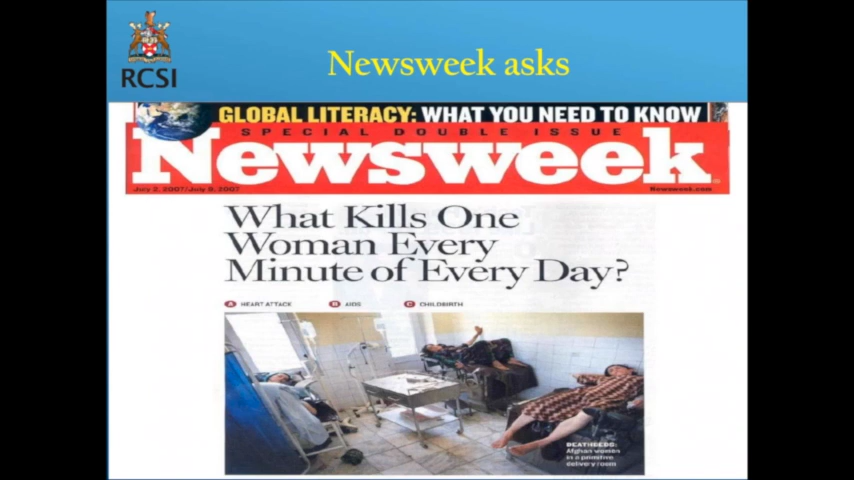 RCSI
Newsweek asks
GLOBAL LITERACY: WHAT YOU NEED TO KNOW
SPECIAL DOUBLE ISSUE
Newsweek
July 2, 2007/July 9, 2007
Newsweek.com
What Kills One
Woman Every
Minute of Every Day?
A HEART ATTACK B AIDS C CHILDBIRTH
DEATHBEDS:
Afghan women
in a primitive
delivery room